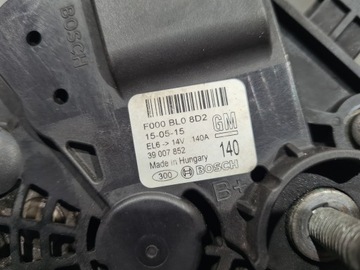 BOSCH
F000 BL0 8D2
15-05-15
GM
EL6 -> 14V 140A
39 007 852
140
Made in Hungary
300 BOSCH
B+